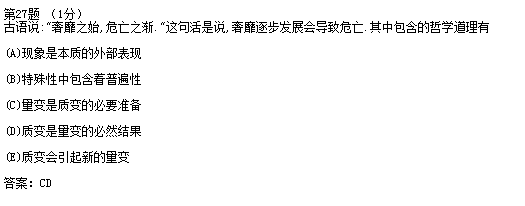 第27题 （1分）
古语说:“奢靡之始,危亡之渐.“这句话是说,奢靡逐步发展会导致危亡.其中包含的哲学道理有
(A)现象是本质的外部表现
(B)特殊性中包含着普遍性
(C)量变是质变的必要准备
(D)质变是量变的必然结果
(E)质变会引起新的量变
答案：CD